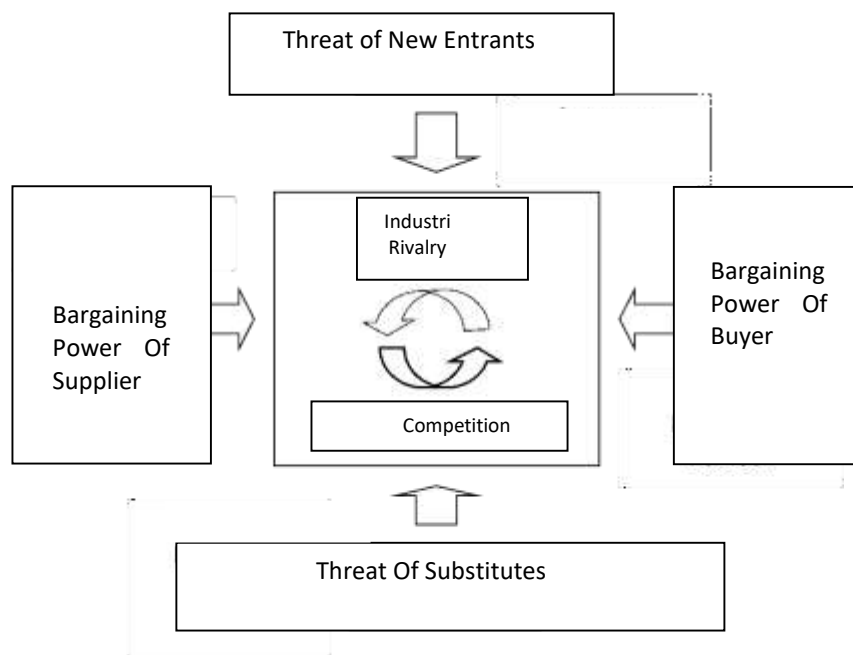 Threat of New Entrants
Industri
Rivalry
Bargaining
Power Of
Supplier
Bargaining
Power Of
Buyer
Competition
Threat Of Substitutes